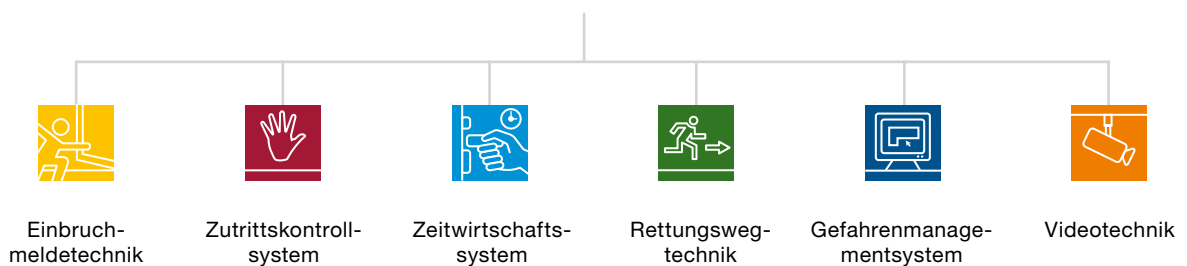 Einbruch-
meldetechnik
Zutrittskontroll-
system
Zeitwirtschafts-
system
Rettungsweg-
technik
Gefahrenmanage-
mentsystem
Videotechnik